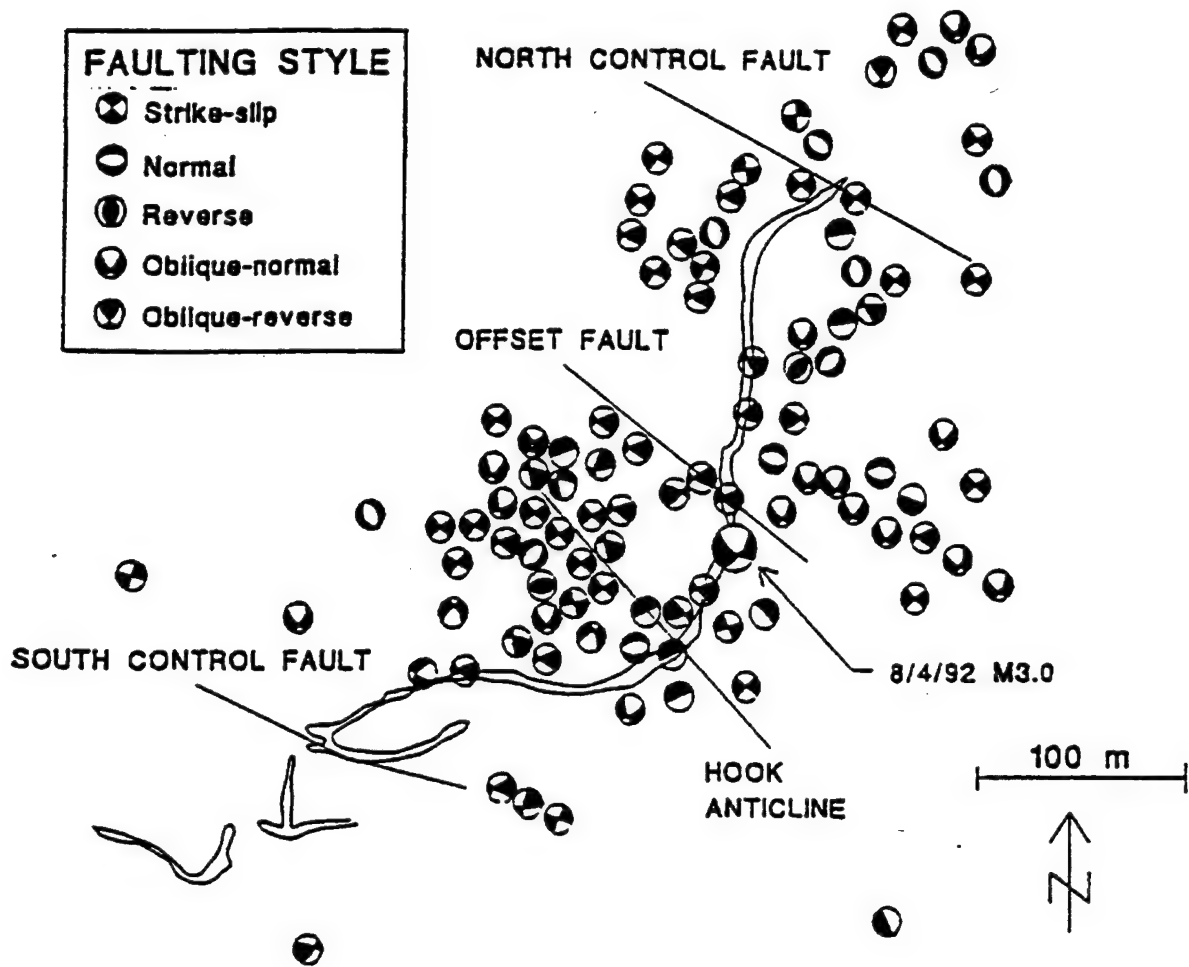 FAULTING STYLE
Strike-slip
Normal
Reverse
Oblique-normal
Oblique-reverse
NORTH CONTROL FAULT
OFFSET FAULT
SOUTH CONTROL FAULT
8/4/92 M3.0
HOOK
ANTICLINE
100 m
N